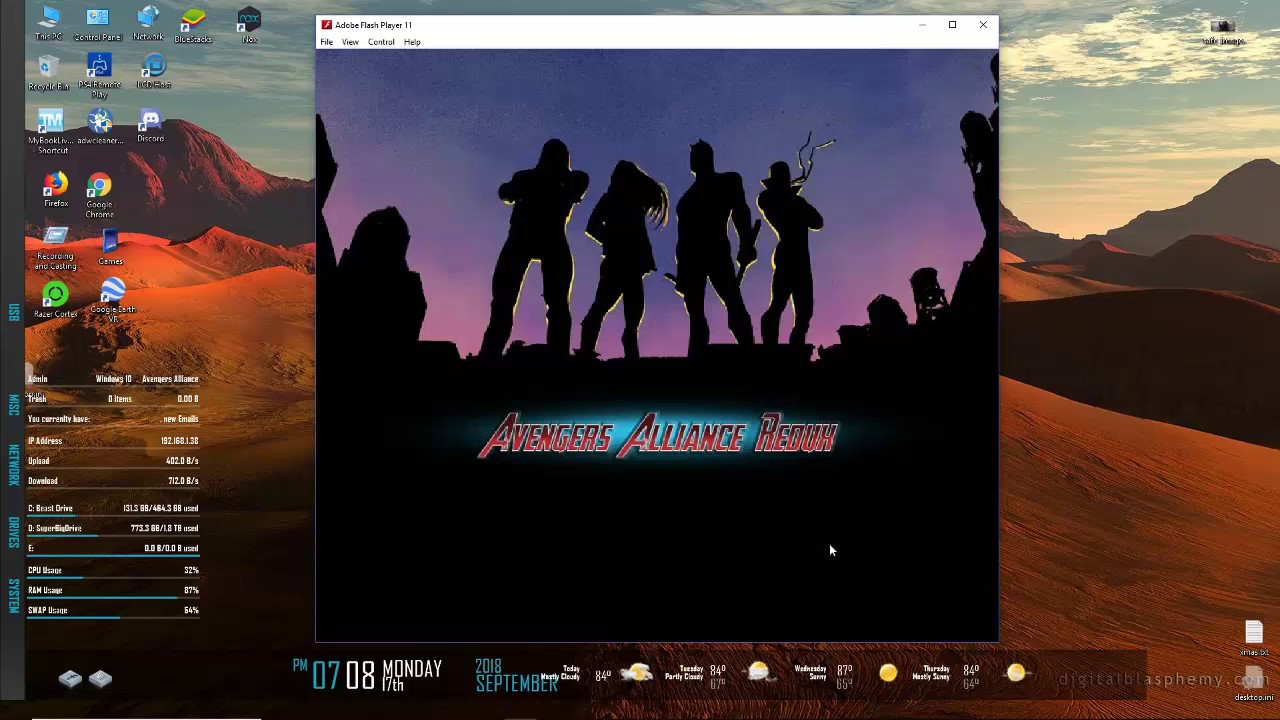 This PC
Control Panel
Network
BlueStacks
Nox
Recycle Bin
PS4 Remote Play
LCD Host
MyBookLiv... - Shortcut
adwcleaner...
Discord
Firefox
Google Chrome
Recording and Casting
Games
Razer Cortex
Google Earth VR
Adobe Flash Player 11
File View Control Help
AVENGERS ALLIANCE REDUX
USB
MISC
NETWORK
DRIVES
SYSTEM
Admin Windows 10 Avengers Alliance
Trash 0 items 0.00 B
You currently have: new Emails
IP Address 192.168.1.38
Upload 402.0 B/s
Download 712.0 B/s
C: Beast Drive 131.3 GB/464.3 GB used
D: SuperBigDrive 773.3 GB/1.8 TB used
E: 0.0 B/0.0 B used
CPU Usage 32%
RAM Usage 87%
SWAP Usage 54%
PM 07 08 MONDAY 17th
2018 SEPTEMBER
Today Mostly Cloudy 84°
Tuesday Partly Cloudy 84° 67°
Wednesday Sunny 87° 65°
Thursday Mostly Sunny 84° 64°
digitalblasphemy.com
xmas.txt
desktop.ini